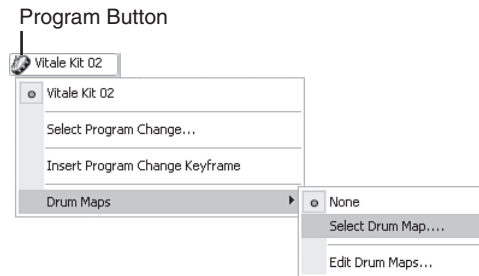 Program Button
Vitale Kit 02
Vitale Kit 02
Select Program Change...
Insert Program Change Keyframe
Drum Maps
None
Select Drum Map....
Edit Drum Maps...